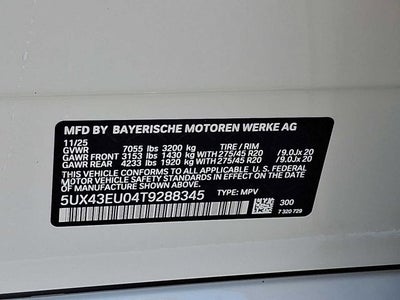 MFD BY BAYERISCHE MOTOREN WERKE AG
11/25
GVWR 7055 lbs 3200 kg TIRE / RIM
GAWR FRONT 3153 lbs 1430 kg WITH 275/45 R20 /9.0Jx 20
GAWR REAR 4233 lbs 1920 kg WITH 275/45 R20 /9.0Jx 20
THIS VEHICLE CONFORMS TO ALL APPLICABLE U.S. FEDERAL
MOTOR VEHICLE SAFETY STANDARDS IN EFFECT ON THE
DATE OF MANUFACTURE SHOWN ABOVE.
5UX43EU04T9288345 TYPE: MPV
300
7 320 729